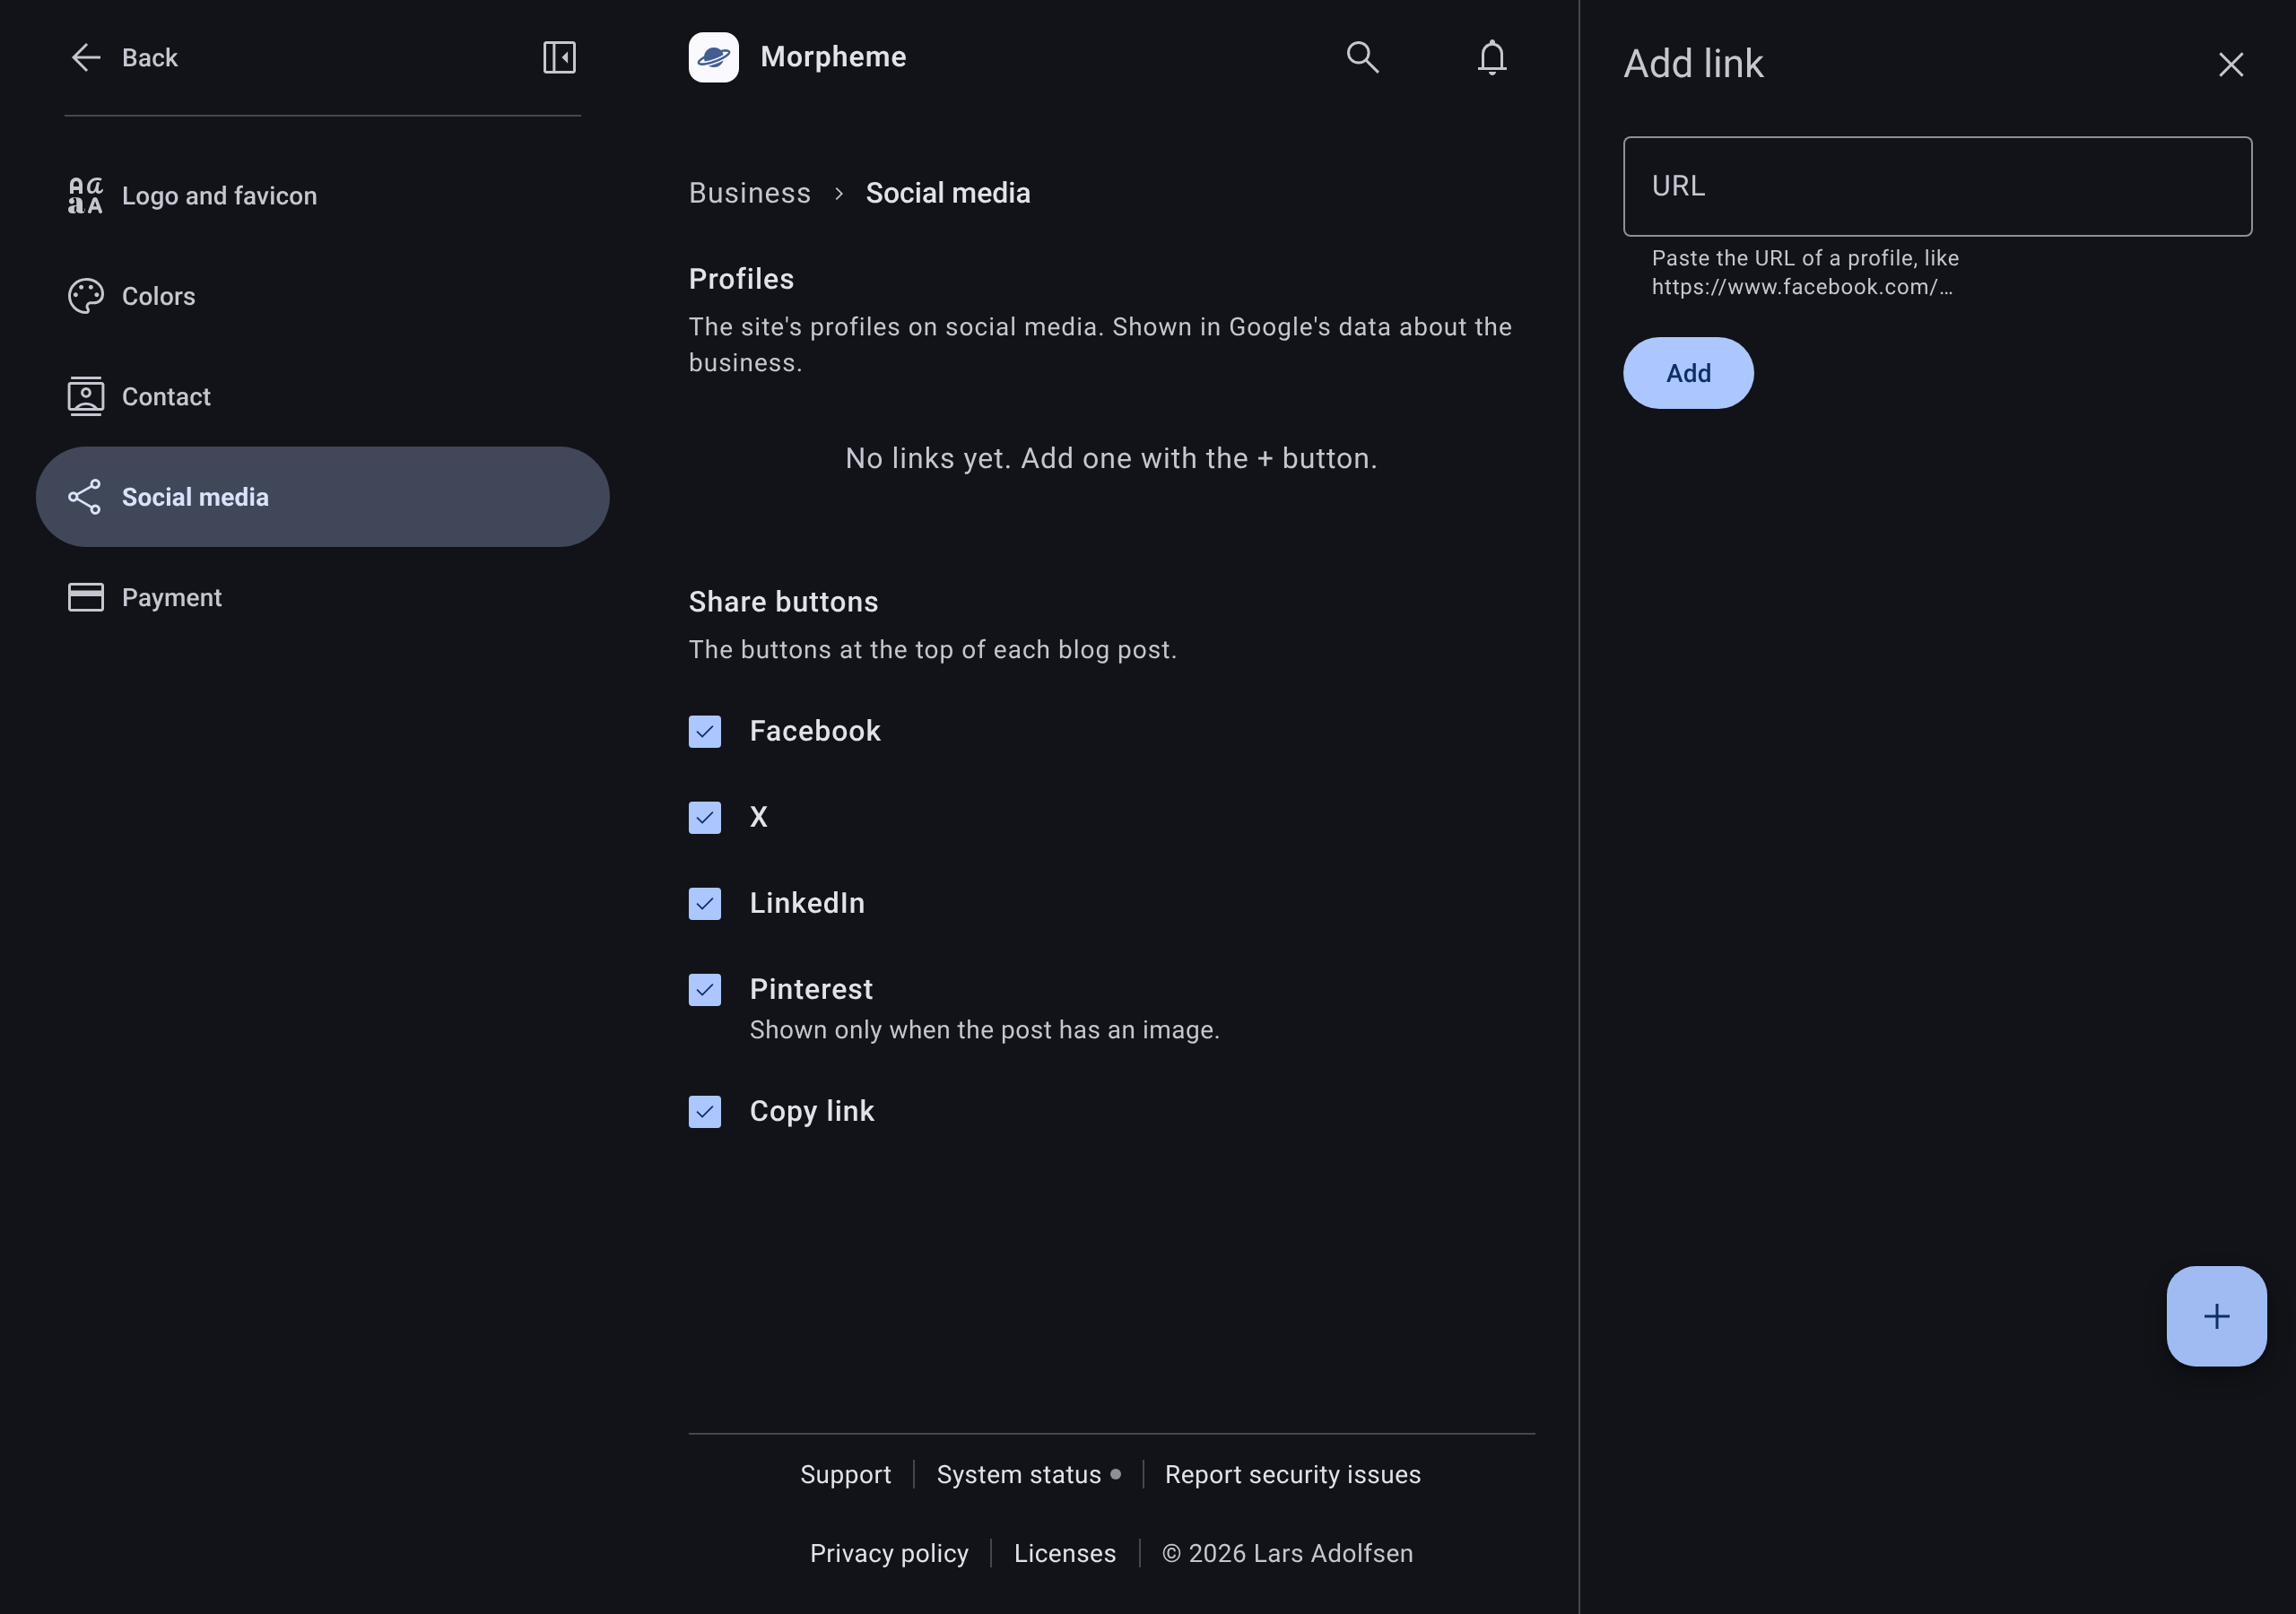 Back
Logo and favicon
Colors
Contact
Social media
Payment
Morpheme
Business › Social media
Profiles
The site's profiles on social media. Shown in Google's data about the
business.
No links yet. Add one with the + button.
Share buttons
The buttons at the top of each blog post.
Facebook
X
LinkedIn
Pinterest
Shown only when the post has an image.
Copy link
Support
System status
Report security issues
Privacy policy
Licenses
© 2026 Lars Adolfsen
Add link
URL
Paste the URL of a profile, like
https://www.facebook.com/…
Add